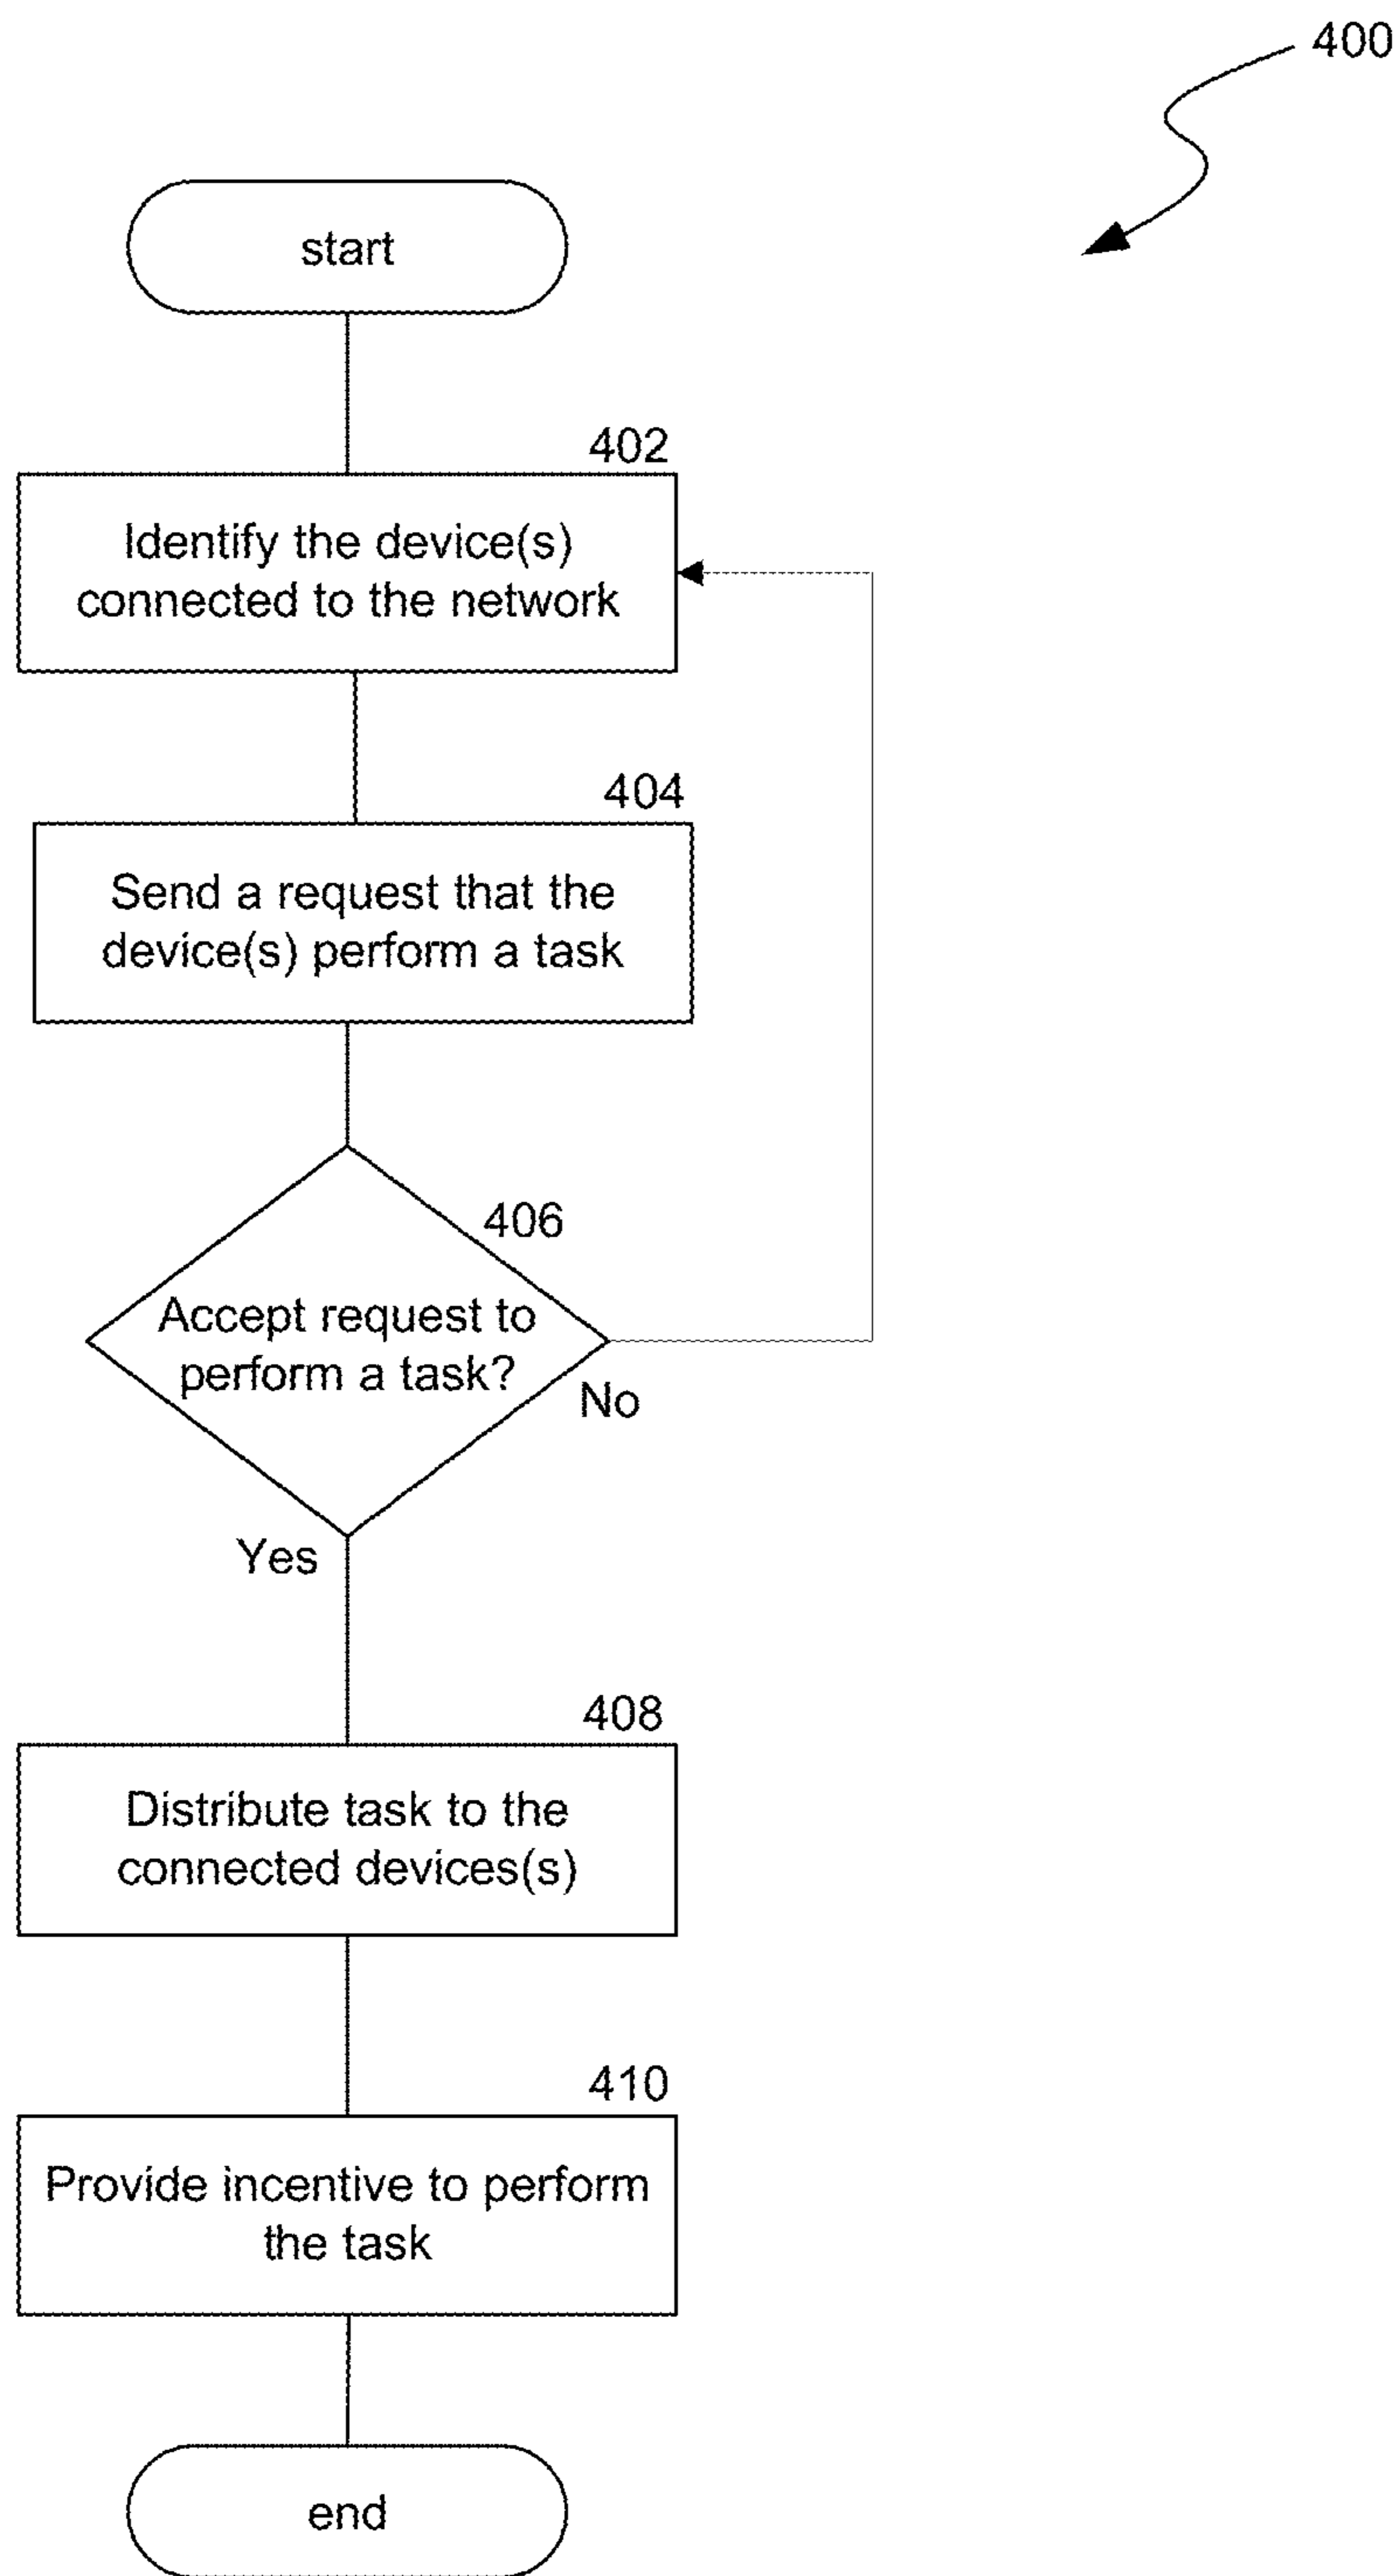 400
start
402
Identify the device(s)
connected to the network
404
Send a request that the
device(s) perform a task
406
Accept request to
perform a task?
No
Yes
408
Distribute task to the
connected devices(s)
410
Provide incentive to perform
the task
end